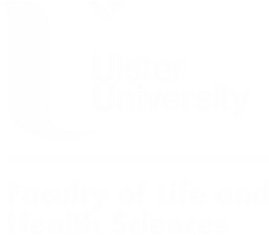 Ulster
University
Faculty of Life and
Health Sciences